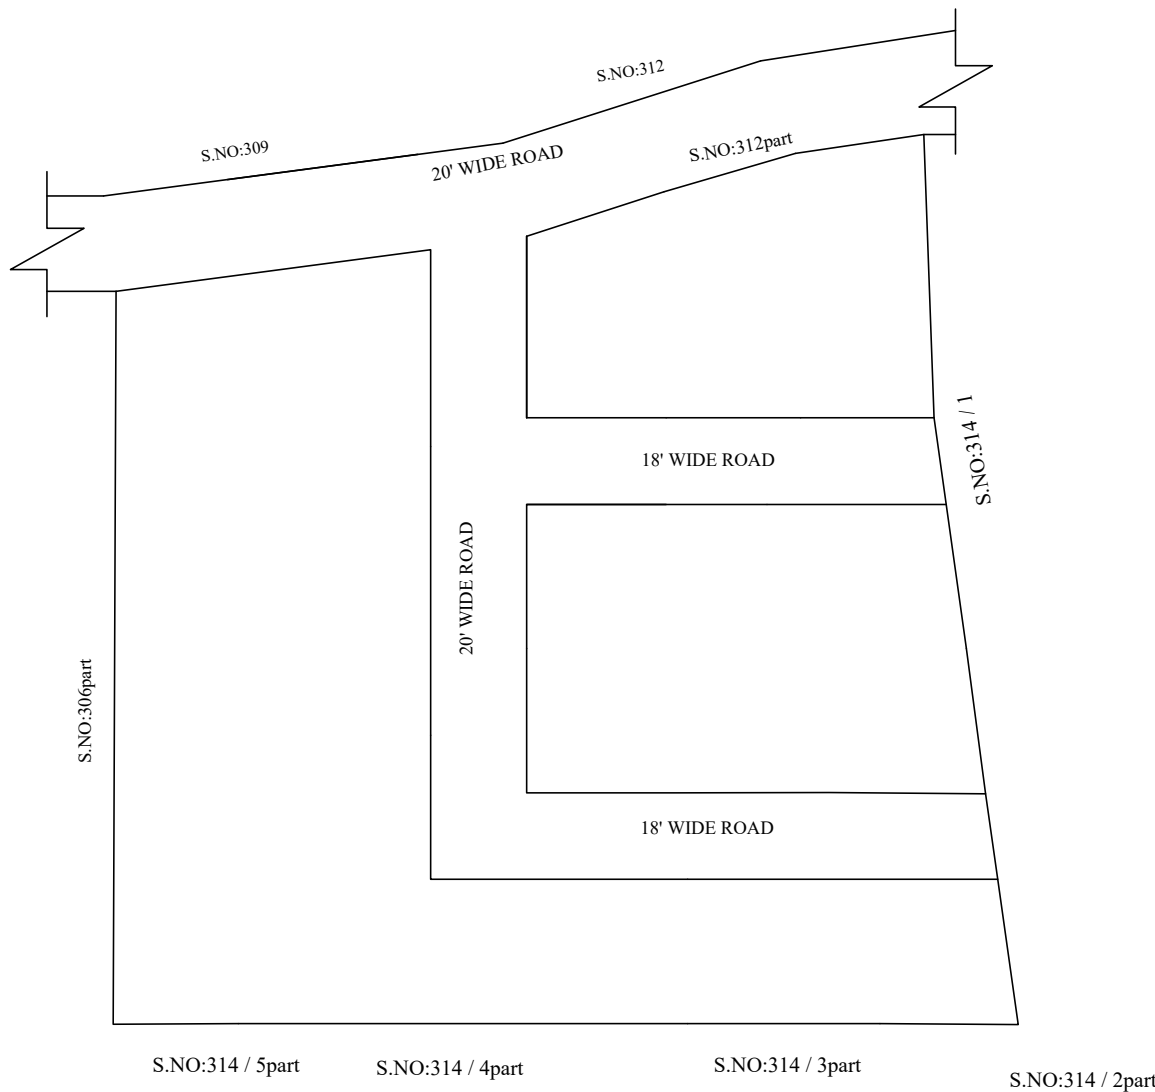 S.NO:312
S.NO:309
20' WIDE ROAD
S.NO:312part
S.NO:314 / 1
18' WIDE ROAD
20' WIDE ROAD
S.NO:306part
18' WIDE ROAD
S.NO:314 / 5part
S.NO:314 / 4part
S.NO:314 / 3part
S.NO:314 / 2part